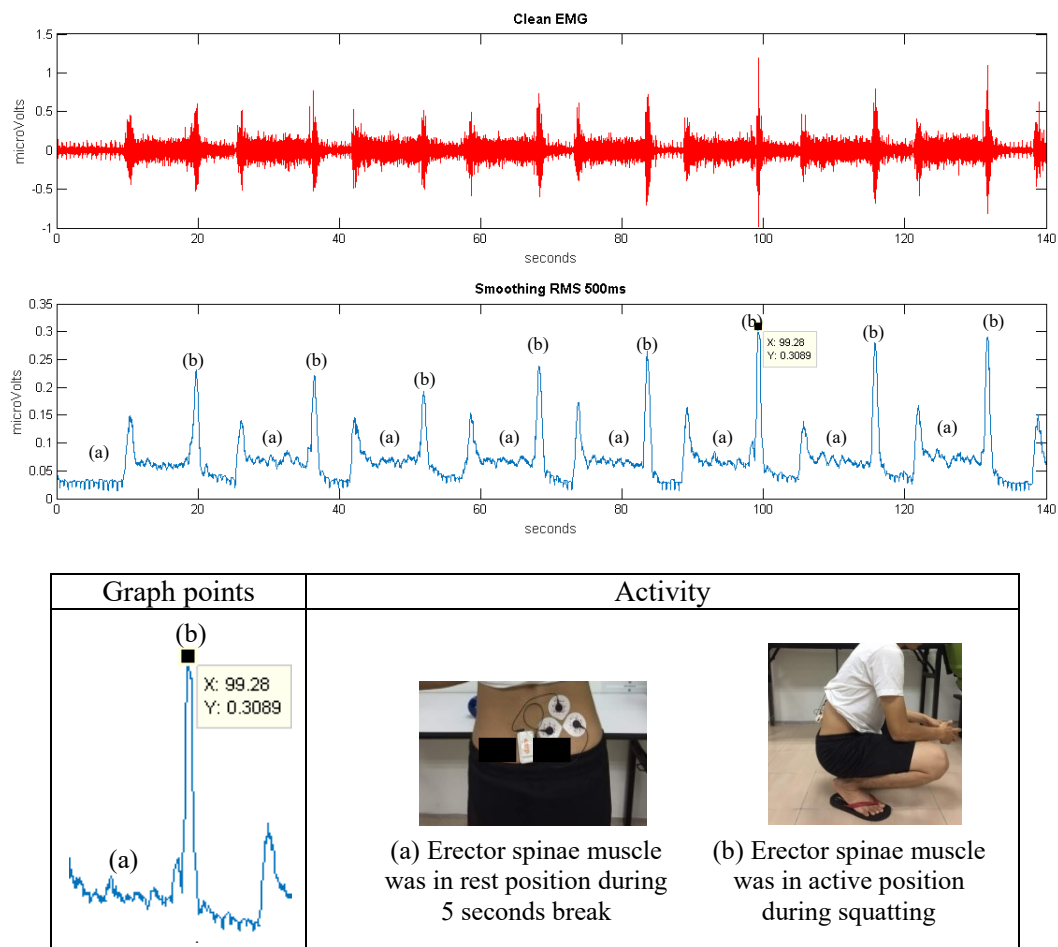 Clean EMG
1.5
1
0.5
0
-0.5
-1
microVolts
0 20 40 60 80 100 120 140
seconds
Smoothing RMS 500ms
0.35
0.3
0.25
0.2
0.15
0.1
0.05
0
microVolts
(b) (b) (b) (b) (b) (b) (b) (b)
X: 99.28
Y: 0.3089
(a) (a) (a) (a) (a) (a) (a) (a)
0 20 40 60 80 100 120 140
seconds
Graph points Activity
(b)
X: 99.28
Y: 0.3089
(a)
(a) Erector spinae muscle
was in rest position during
5 seconds break
(b) Erector spinae muscle
was in active position
during squatting